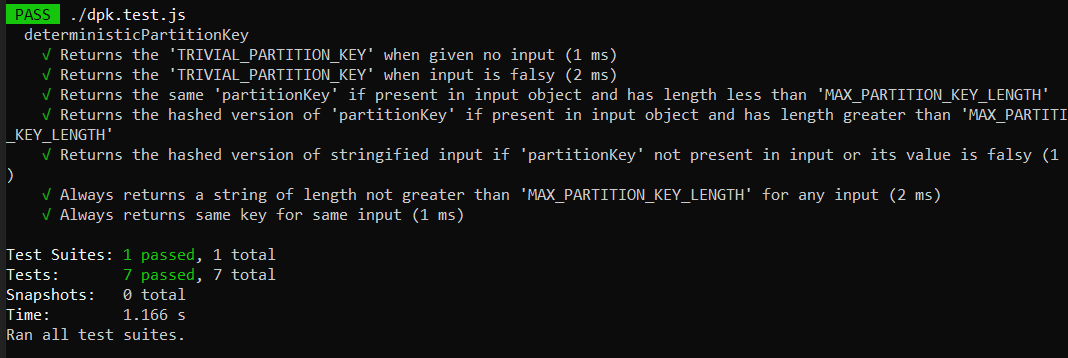 PASS ./dpk.test.js
deterministicPartitionKey
√ Returns the 'TRIVIAL_PARTITION_KEY' when given no input (1 ms)
√ Returns the 'TRIVIAL_PARTITION_KEY' when input is falsy (2 ms)
√ Returns the same 'partitionKey' if present in input object and has length less than 'MAX_PARTITION_KEY_LENGTH'
√ Returns the hashed version of 'partitionKey' if present in input object and has length greater than 'MAX_PARTITI
_KEY_LENGTH'
√ Returns the hashed version of stringified input if 'partitionKey' not present in input or its value is falsy (1
)
√ Always returns a string of length not greater than 'MAX_PARTITION_KEY_LENGTH' for any input (2 ms)
√ Always returns same key for same input (1 ms)
Test Suites: 1 passed, 1 total
Tests: 7 passed, 7 total
Snapshots: 0 total
Time: 1.166 s
Ran all test suites.